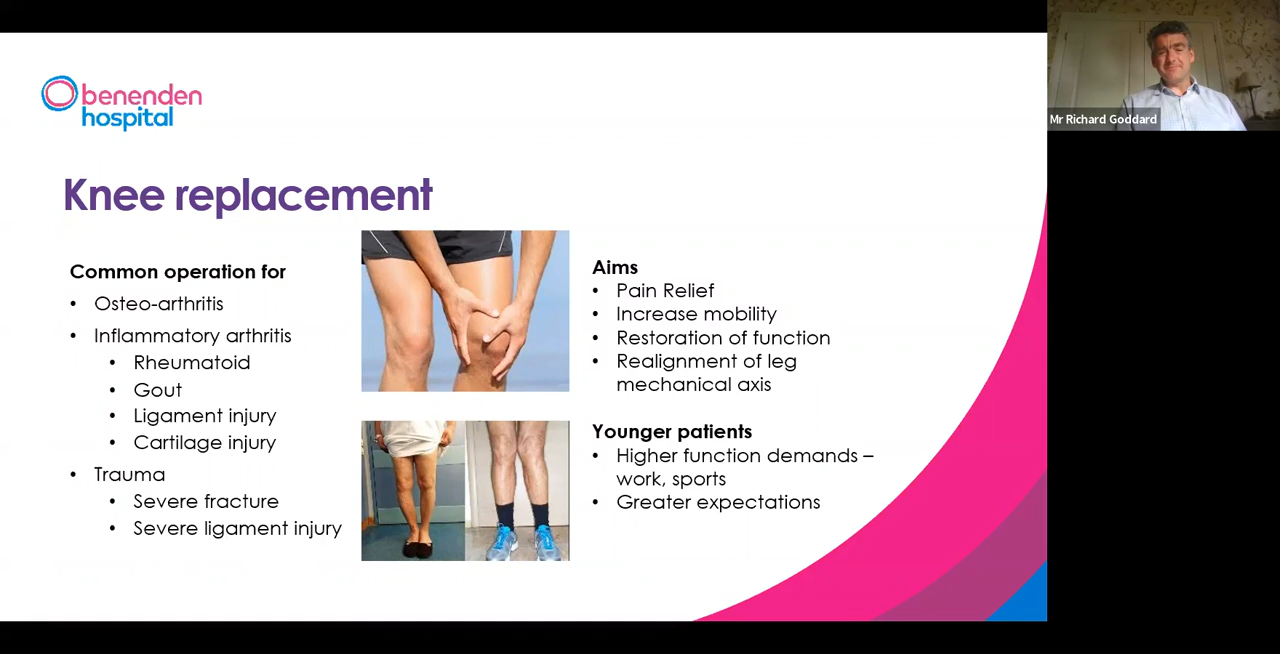 benenden
hospital
Mr Richard Goddard
Knee replacement
Common operation for
• Osteo-arthritis
• Inflammatory arthritis
• Rheumatoid
• Gout
• Ligament injury
• Cartilage injury
• Trauma
• Severe fracture
• Severe ligament injury
Aims
• Pain Relief
• Increase mobility
• Restoration of function
• Realignment of leg
mechanical axis
Younger patients
• Higher function demands –
work, sports
• Greater expectations